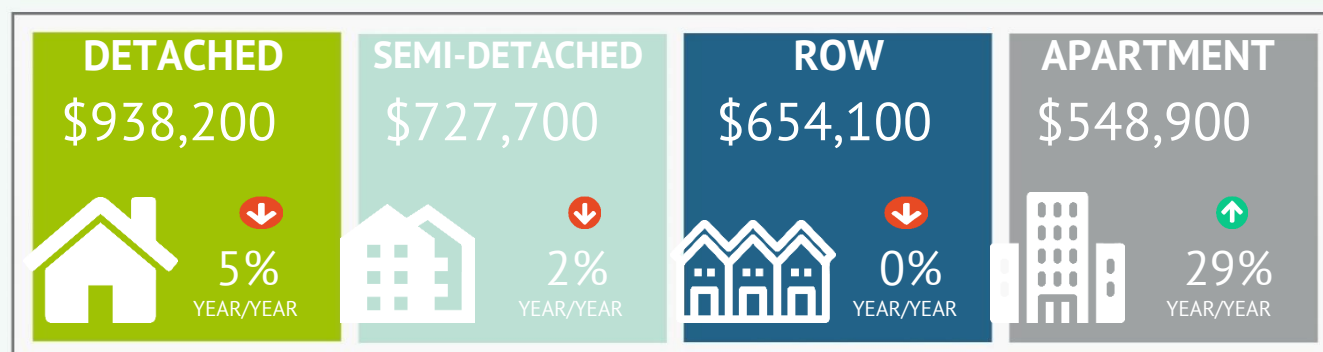 DETACHED
$938,200
5%
YEAR/YEAR
SEMI-DETACHED
$727,700
2%
YEAR/YEAR
ROW
$654,100
0%
YEAR/YEAR
APARTMENT
$548,900
29%
YEAR/YEAR